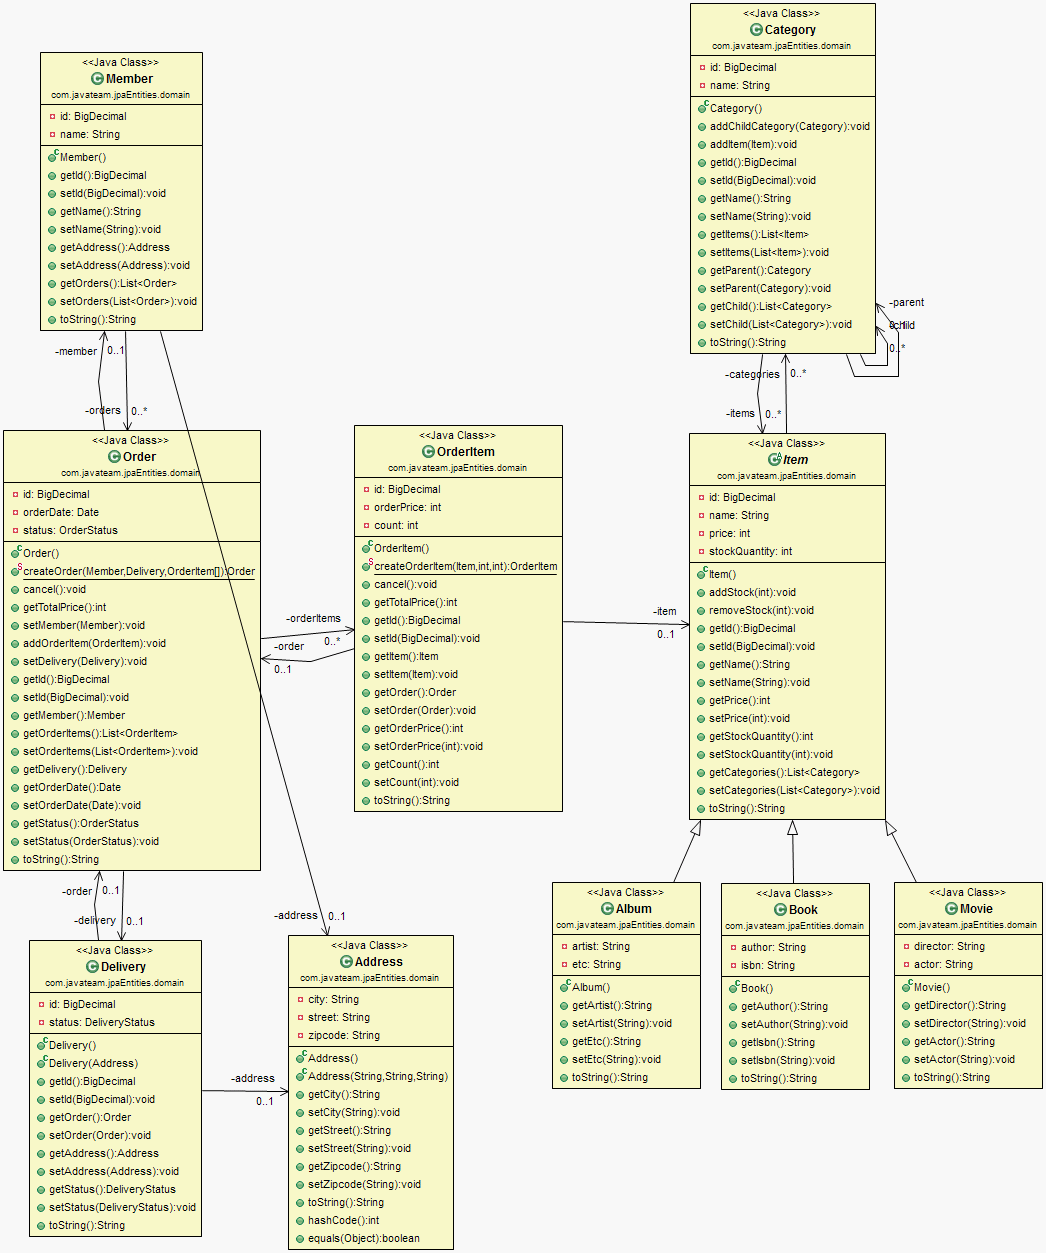 <<Java Class>>
Member
com.javateam.jpaEntities.domain
id: BigDecimal
name: String
Member()
getId():BigDecimal
setId(BigDecimal):void
getName():String
setName(String):void
getAddress():Address
setAddress(Address):void
getOrders():List<Order>
setOrders(List<Order>):void
toString():String
<<Java Class>>
Category
com.javateam.jpaEntities.domain
id: BigDecimal
name: String
Category()
addChildCategory(Category):void
addItem(Item):void
getId():BigDecimal
setId(BigDecimal):void
getName():String
setName(String):void
getItems():List<Item>
setItems(List<Item>):void
getParent():Category
setParent(Category):void
getChild():List<Category>
setChild(List<Category>):void
toString():String
-parent
0..1
-child
0..*
-member
0..1
-orders
0..*
-categories
0..*
-items
0..*
<<Java Class>>
Order
com.javateam.jpaEntities.domain
id: BigDecimal
orderDate: Date
status: OrderStatus
Order()
createOrder(Member,Delivery,OrderItem[]):Order
cancel():void
getTotalPrice():int
setMember(Member):void
addOrderItem(OrderItem):void
setDelivery(Delivery):void
getId():BigDecimal
setId(BigDecimal):void
getMember():Member
getOrderItems():List<OrderItem>
setOrderItems(List<OrderItem>):void
getDelivery():Delivery
getOrderDate():Date
setOrderDate(Date):void
getStatus():OrderStatus
setStatus(OrderStatus):void
toString():String
-orderItems
0..*
-order
0..1
<<Java Class>>
OrderItem
com.javateam.jpaEntities.domain
id: BigDecimal
orderPrice: int
count: int
OrderItem()
createOrderItem(Item,int,int):OrderItem
cancel():void
getTotalPrice():int
getId():BigDecimal
setId(BigDecimal):void
getItem():Item
setItem(Item):void
getOrder():Order
setOrder(Order):void
getOrderPrice():int
setOrderPrice(int):void
getCount():int
setCount(int):void
toString():String
-item
0..1
<<Java Class>>
Item
com.javateam.jpaEntities.domain
id: BigDecimal
name: String
price: int
stockQuantity: int
Item()
addStock(int):void
removeStock(int):void
getId():BigDecimal
setId(BigDecimal):void
getName():String
setName(String):void
getPrice():int
setPrice(int):void
getStockQuantity():int
setStockQuantity(int):void
getCategories():List<Category>
setCategories(List<Category>):void
toString():String
-order
0..1
-delivery
0..1
-address
0..1
<<Java Class>>
Delivery
com.javateam.jpaEntities.domain
id: BigDecimal
status: DeliveryStatus
Delivery()
Delivery(Address)
getId():BigDecimal
setId(BigDecimal):void
getOrder():Order
setOrder(Order):void
getAddress():Address
setAddress(Address):void
getStatus():DeliveryStatus
setStatus(DeliveryStatus):void
toString():String
-address
0..1
<<Java Class>>
Address
com.javateam.jpaEntities.domain
city: String
street: String
zipcode: String
Address()
Address(String,String,String)
getCity():String
setCity(String):void
getStreet():String
setStreet(String):void
getZipcode():String
setZipcode(String):void
toString():String
hashCode():int
equals(Object):boolean
<<Java Class>>
Album
com.javateam.jpaEntities.domain
artist: String
etc: String
Album()
getArtist():String
setArtist(String):void
getEtc():String
setEtc(String):void
toString():String
<<Java Class>>
Book
com.javateam.jpaEntities.domain
author: String
isbn: String
Book()
getAuthor():String
setAuthor(String):void
getIsbn():String
setIsbn(String):void
toString():String
<<Java Class>>
Movie
com.javateam.jpaEntities.domain
director: String
actor: String
Movie()
getDirector():String
setDirector(String):void
getActor():String
setActor(String):void
toString():String